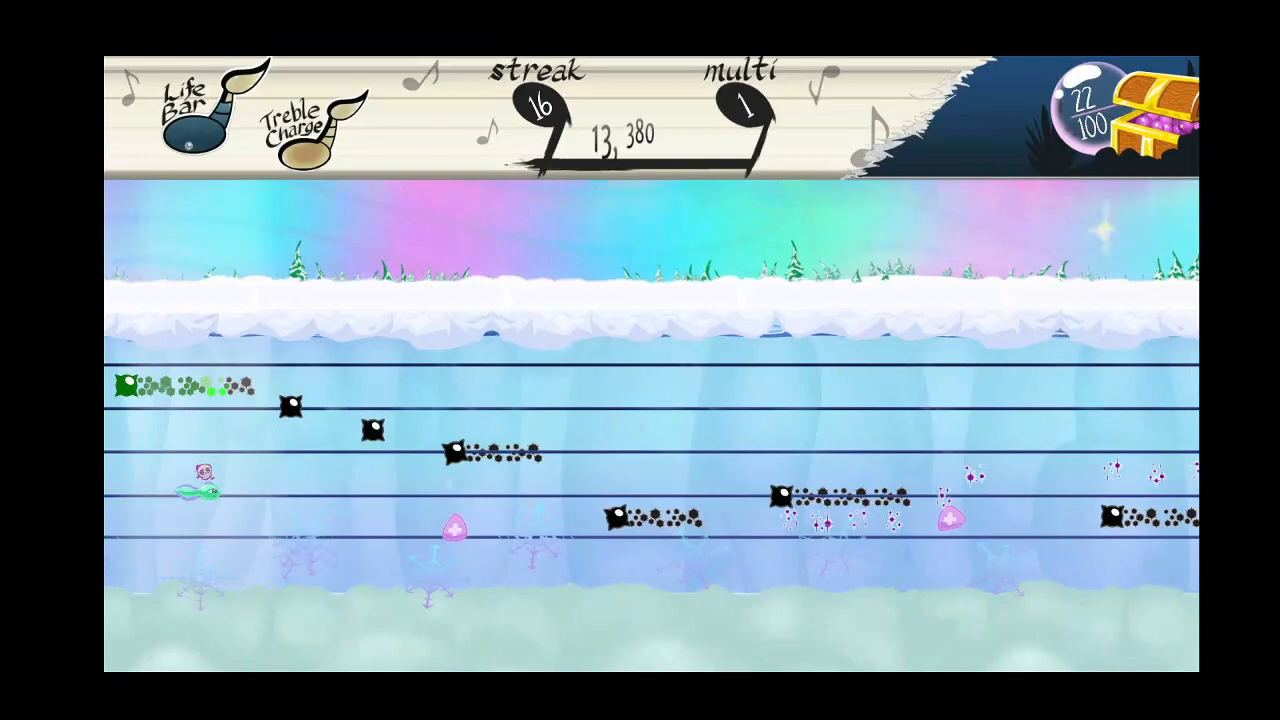 Life
Bar
Treble
Charge
streak
16
13,380
multi
1
22
100